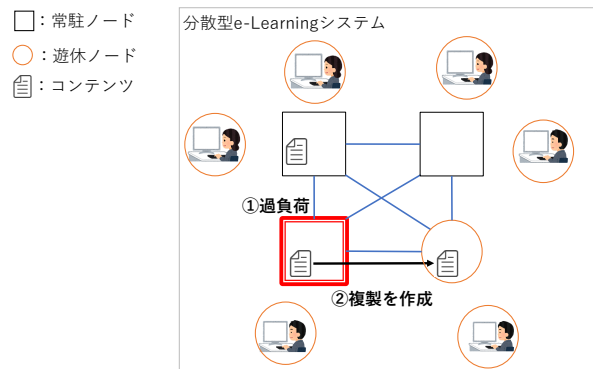 ：常駐ノード
：遊休ノード
：コンテンツ
分散型e-Learningシステム
①過負荷
②複製を作成